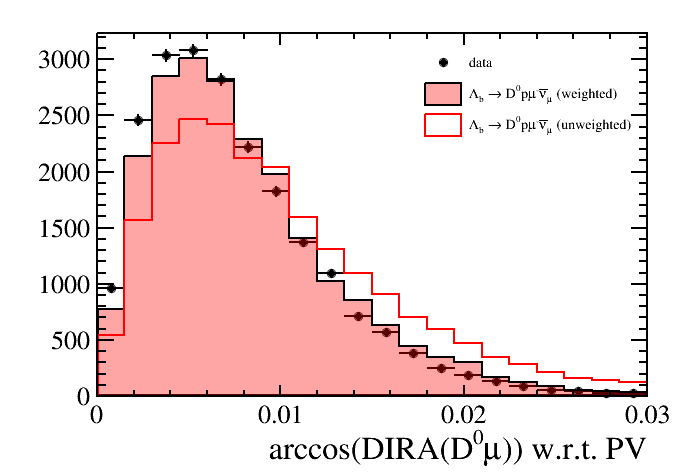 3000
2500
2000
1500
1000
500
0
data
Λb → D⁰pμ ν̅μ (weighted)
Λb → D⁰pμ ν̅μ (unweighted)
0 0.01 0.02 0.03
arccos(DIRA(D⁰μ)) w.r.t. PV